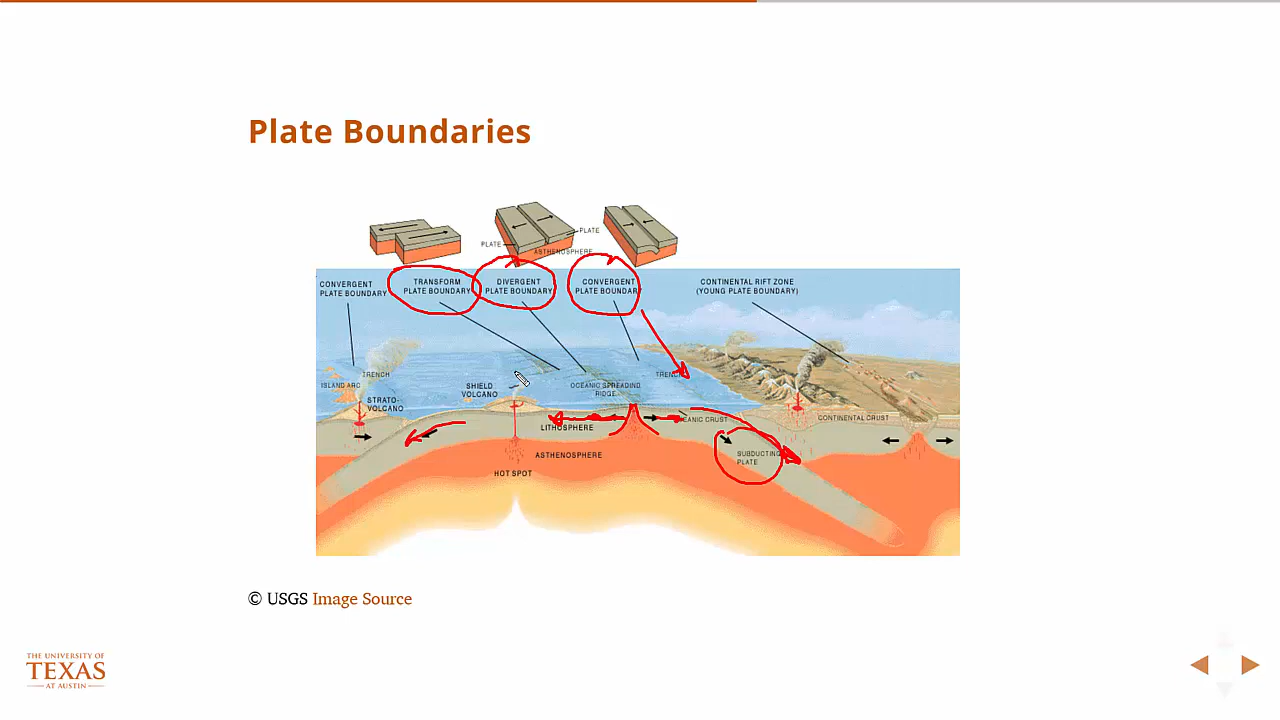 Plate Boundaries
PLATE
PLATE
ASTHENOSPHERE
CONVERGENT
PLATE BOUNDARY
TRANSFORM
PLATE BOUNDARY
DIVERGENT
PLATE BOUNDARY
CONVERGENT
PLATE BOUNDARY
CONTINENTAL RIFT ZONE
(YOUNG PLATE BOUNDARY)
TRENCH
ISLAND ARC
STRATO-
VOLCANO
SHIELD
VOLCANO
OCEANIC SPREADING
RIDGE
TRENCH
LITHOSPHERE
OCEANIC CRUST
CONTINENTAL CRUST
ASTHENOSPHERE
SUBDUCTING
PLATE
HOT SPOT
© USGS Image Source
THE UNIVERSITY OF
TEXAS
AT AUSTIN